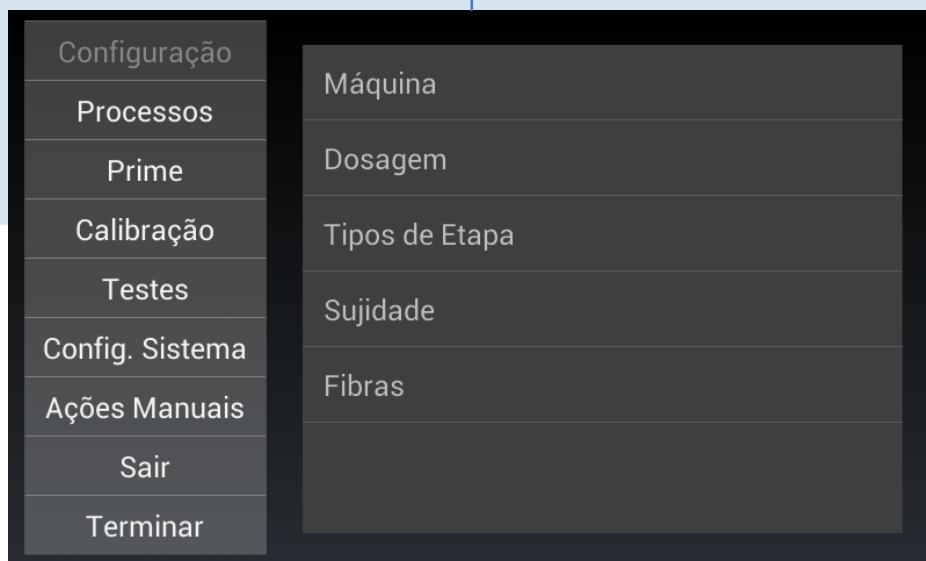 Configuração
Processos
Prime
Calibração
Testes
Config. Sistema
Ações Manuais
Sair
Terminar
Máquina
Dosagem
Tipos de Etapa
Sujidade
Fibras